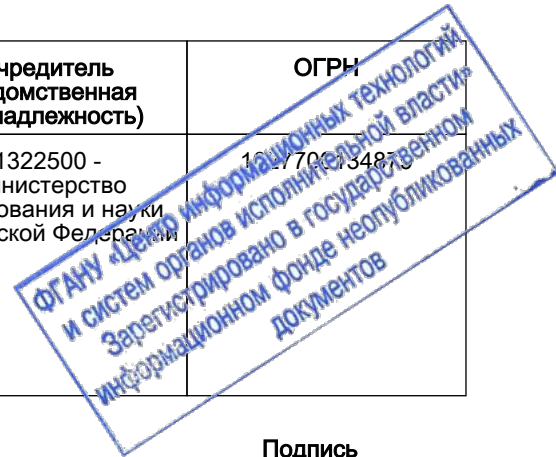 чредитель
домственная
надлежность)
ОГРН
1322500 -
нистерство
ования и науки
ской Федерации
ФГАНУ «Центр информационных технологий
и систем органов исполнительной власти»
Зарегистрировано в государственном
информационном фонде неопубликованных
документов
Подпись